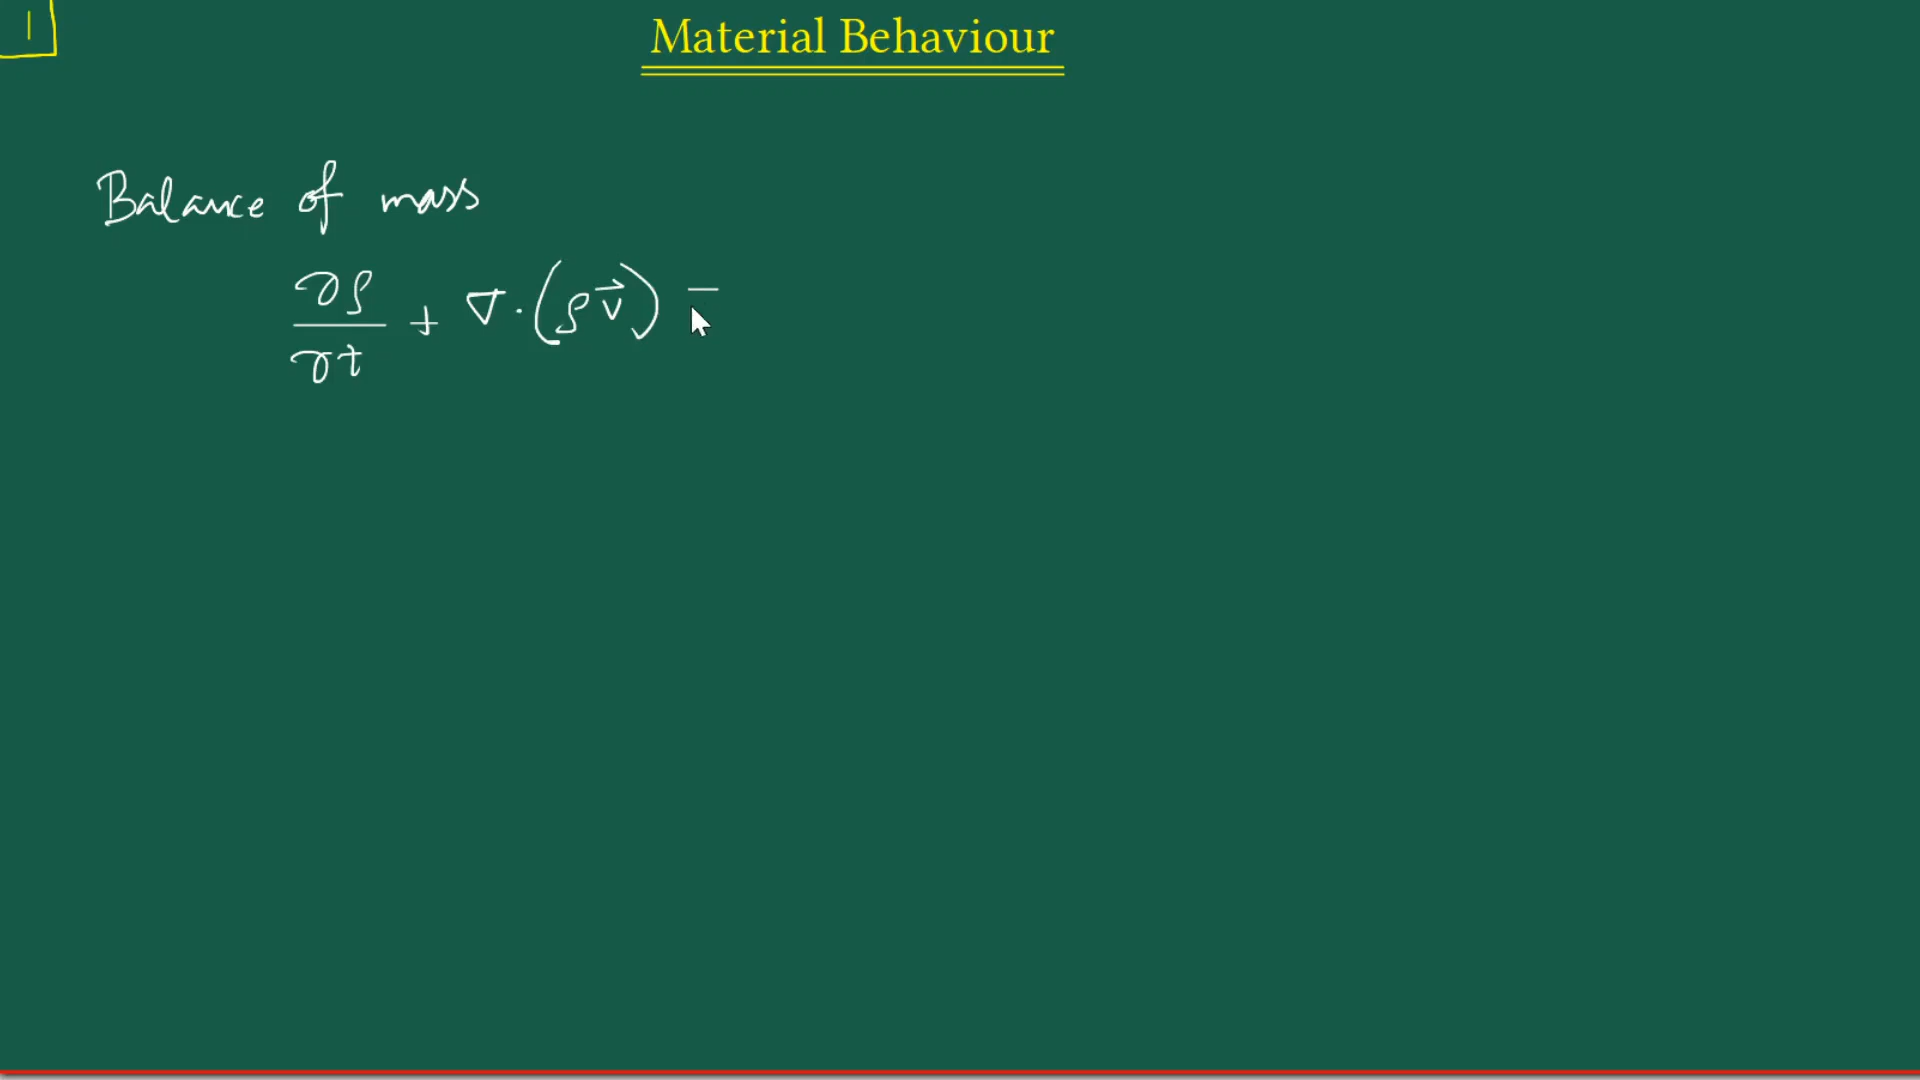 1
Material Behaviour
Balance of mass
∂ρ/∂t + ∇·(ρv⃗) −